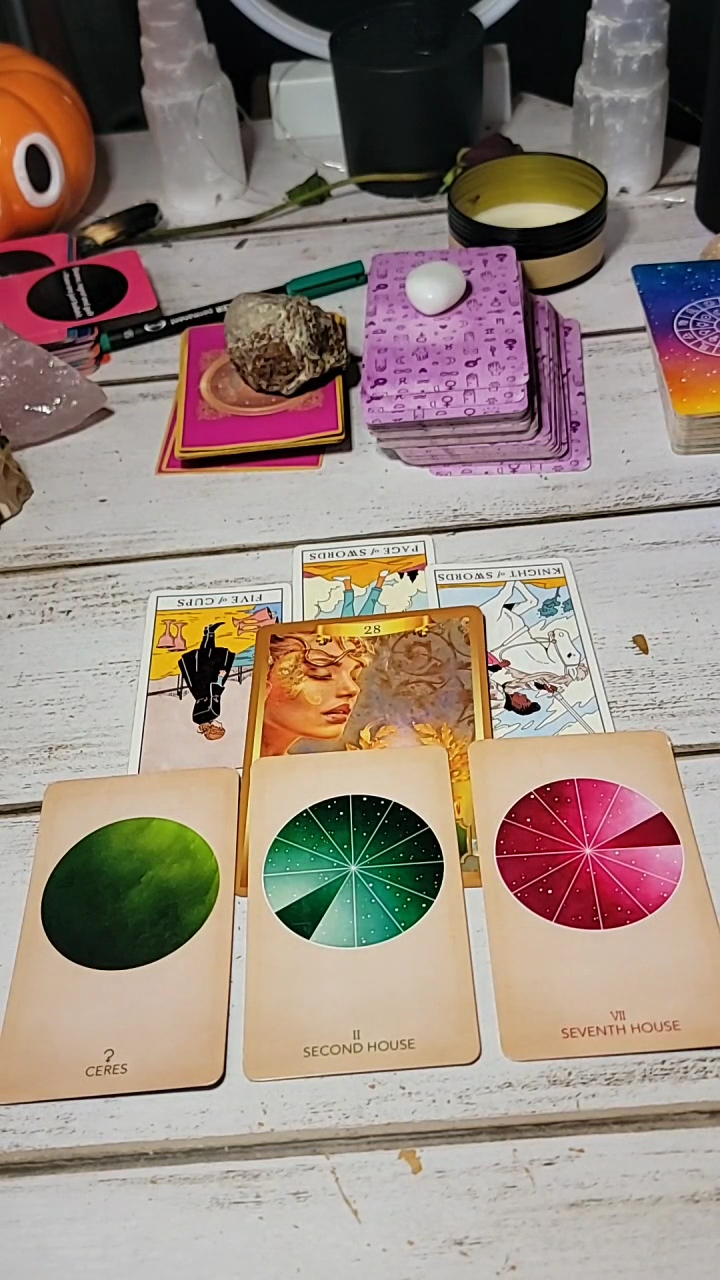 PAGE of SWORDS
FIVE of CUPS
KNIGHT of SWORDS
28
CERES
II
SECOND HOUSE
VII
SEVENTH HOUSE